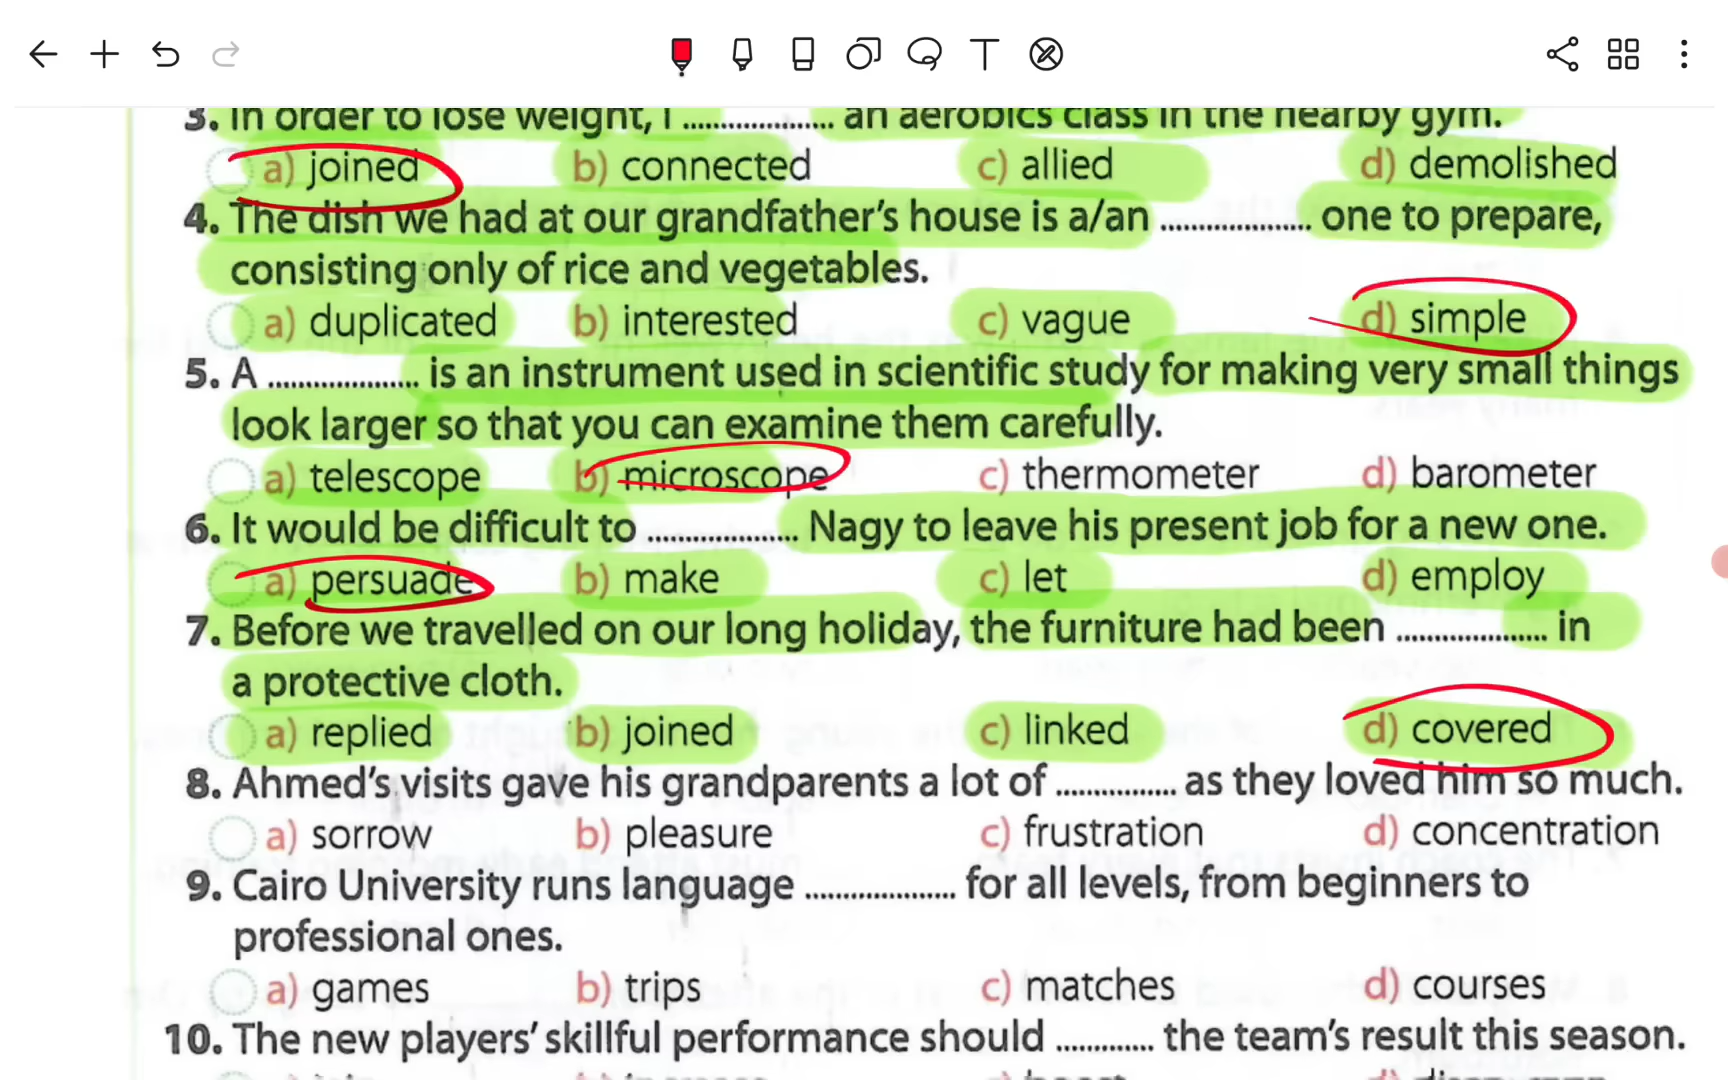 3. In order to lose weight, I .................... an aerobics class in the nearby gym.
a) joined b) connected c) allied d) demolished
4. The dish we had at our grandfather's house is a/an .................... one to prepare,
consisting only of rice and vegetables.
a) duplicated b) interested c) vague d) simple
5. A .................... is an instrument used in scientific study for making very small things
look larger so that you can examine them carefully.
a) telescope b) microscope c) thermometer d) barometer
6. It would be difficult to .................... Nagy to leave his present job for a new one.
a) persuade b) make c) let d) employ
7. Before we travelled on our long holiday, the furniture had been .................... in
a protective cloth.
a) replied b) joined c) linked d) covered
8. Ahmed's visits gave his grandparents a lot of ................ as they loved him so much.
a) sorrow b) pleasure c) frustration d) concentration
9. Cairo University runs language .................... for all levels, from beginners to
professional ones.
a) games b) trips c) matches d) courses
10. The new players' skillful performance should ............. the team's result this season.